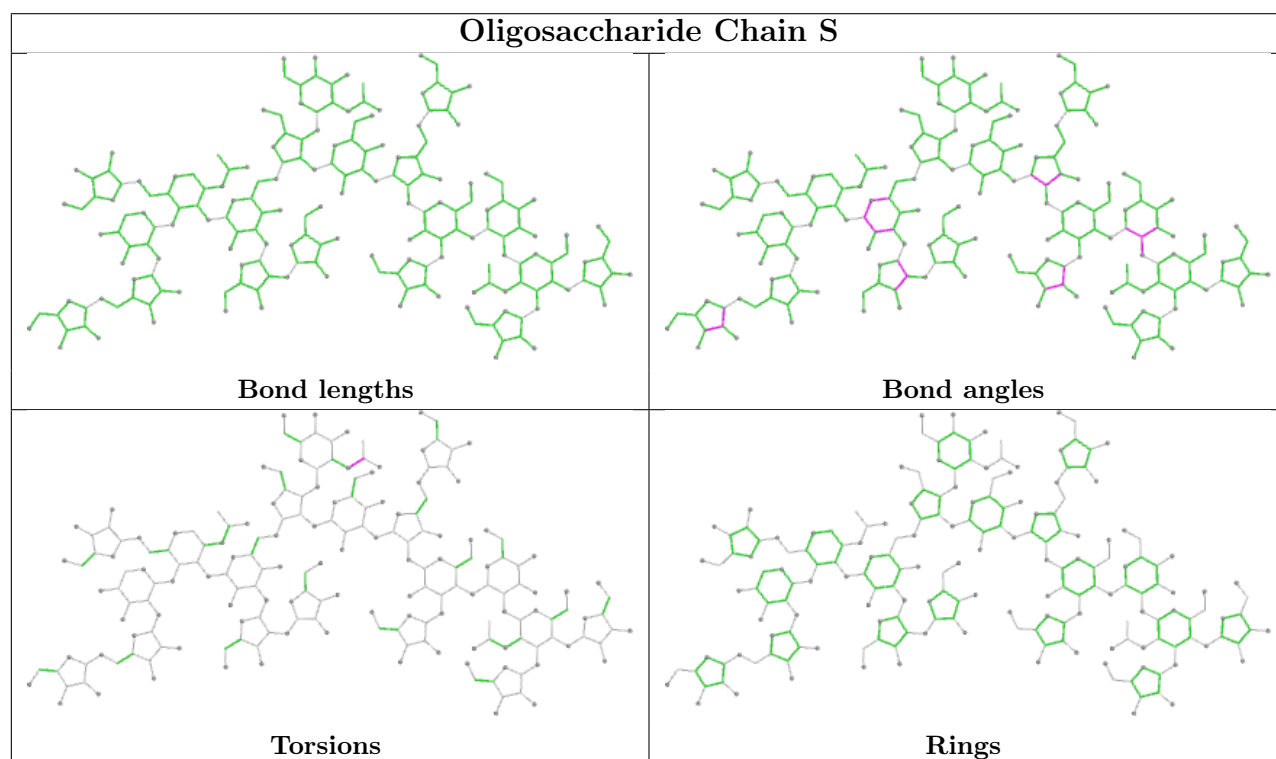 Oligosaccharide Chain S
Bond lengths
Bond angles
Torsions
Rings